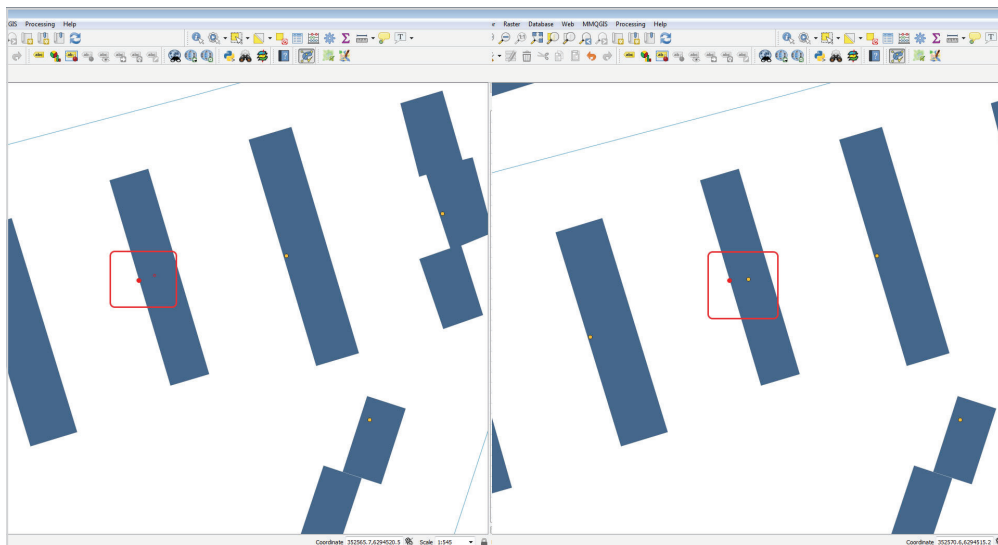 GIS Processing Help
Raster Database Web MMQGIS Processing Help
Coordinate 352565.7,6294520.5 Scale 1:545
Coordinate 352570.6,6294515.2